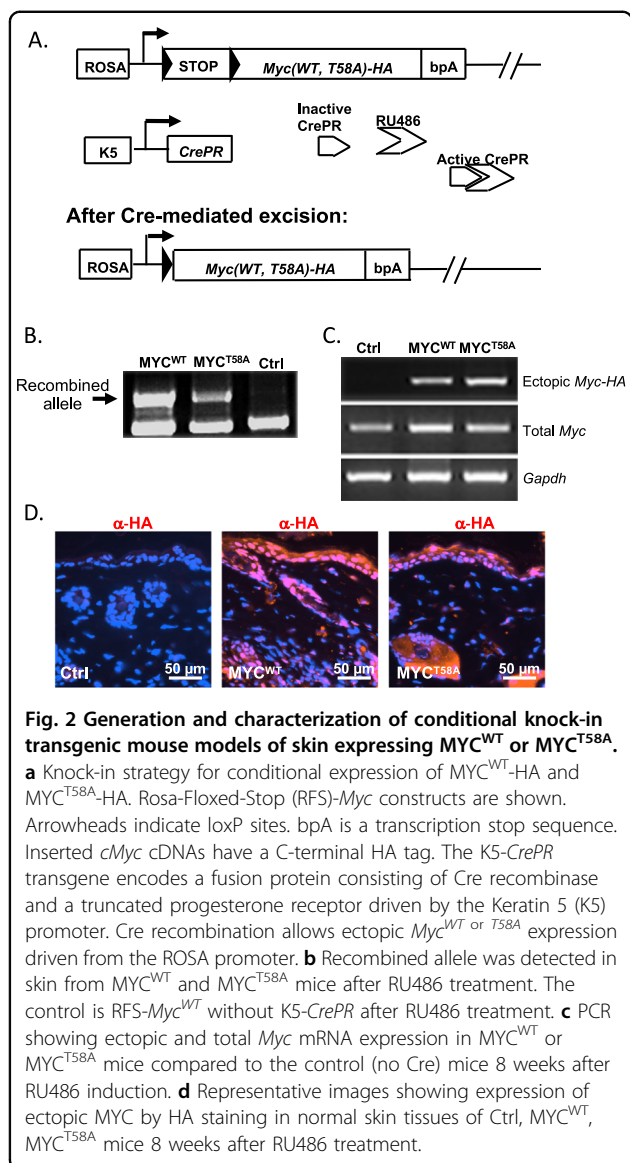 A.
ROSA STOP Myc(WT, T58A)-HA bpA
K5 CrePR
Inactive CrePR RU486
Active CrePR
After Cre-mediated excision:
ROSA Myc(WT, T58A)-HA bpA
B.
MYCWT MYCT58A Ctrl
Recombined
allele
C.
Ctrl MYCWT MYCT58A
Ectopic Myc-HA
Total Myc
Gapdh
D.
α-HA α-HA α-HA
Ctrl 50 µm MYCWT 50 µm MYCT58A 50 µm
Fig. 2 Generation and characterization of conditional knock-in
transgenic mouse models of skin expressing MYCWT or MYCT58A.
a Knock-in strategy for conditional expression of MYCWT-HA and
MYCT58A-HA. Rosa-Floxed-Stop (RFS)-Myc constructs are shown.
Arrowheads indicate loxP sites. bpA is a transcription stop sequence.
Inserted cMyc cDNAs have a C-terminal HA tag. The K5-CrePR
transgene encodes a fusion protein consisting of Cre recombinase
and a truncated progesterone receptor driven by the Keratin 5 (K5)
promoter. Cre recombination allows ectopic MycWT or T58A expression
driven from the ROSA promoter. b Recombined allele was detected in
skin from MYCWT and MYCT58A mice after RU486 treatment. The
control is RFS-MycWT without K5-CrePR after RU486 treatment. c PCR
showing ectopic and total Myc mRNA expression in MYCWT or
MYCT58A mice compared to the control (no Cre) mice 8 weeks after
RU486 induction. d Representative images showing expression of
ectopic MYC by HA staining in normal skin tissues of Ctrl, MYCWT,
MYCT58A mice 8 weeks after RU486 treatment.